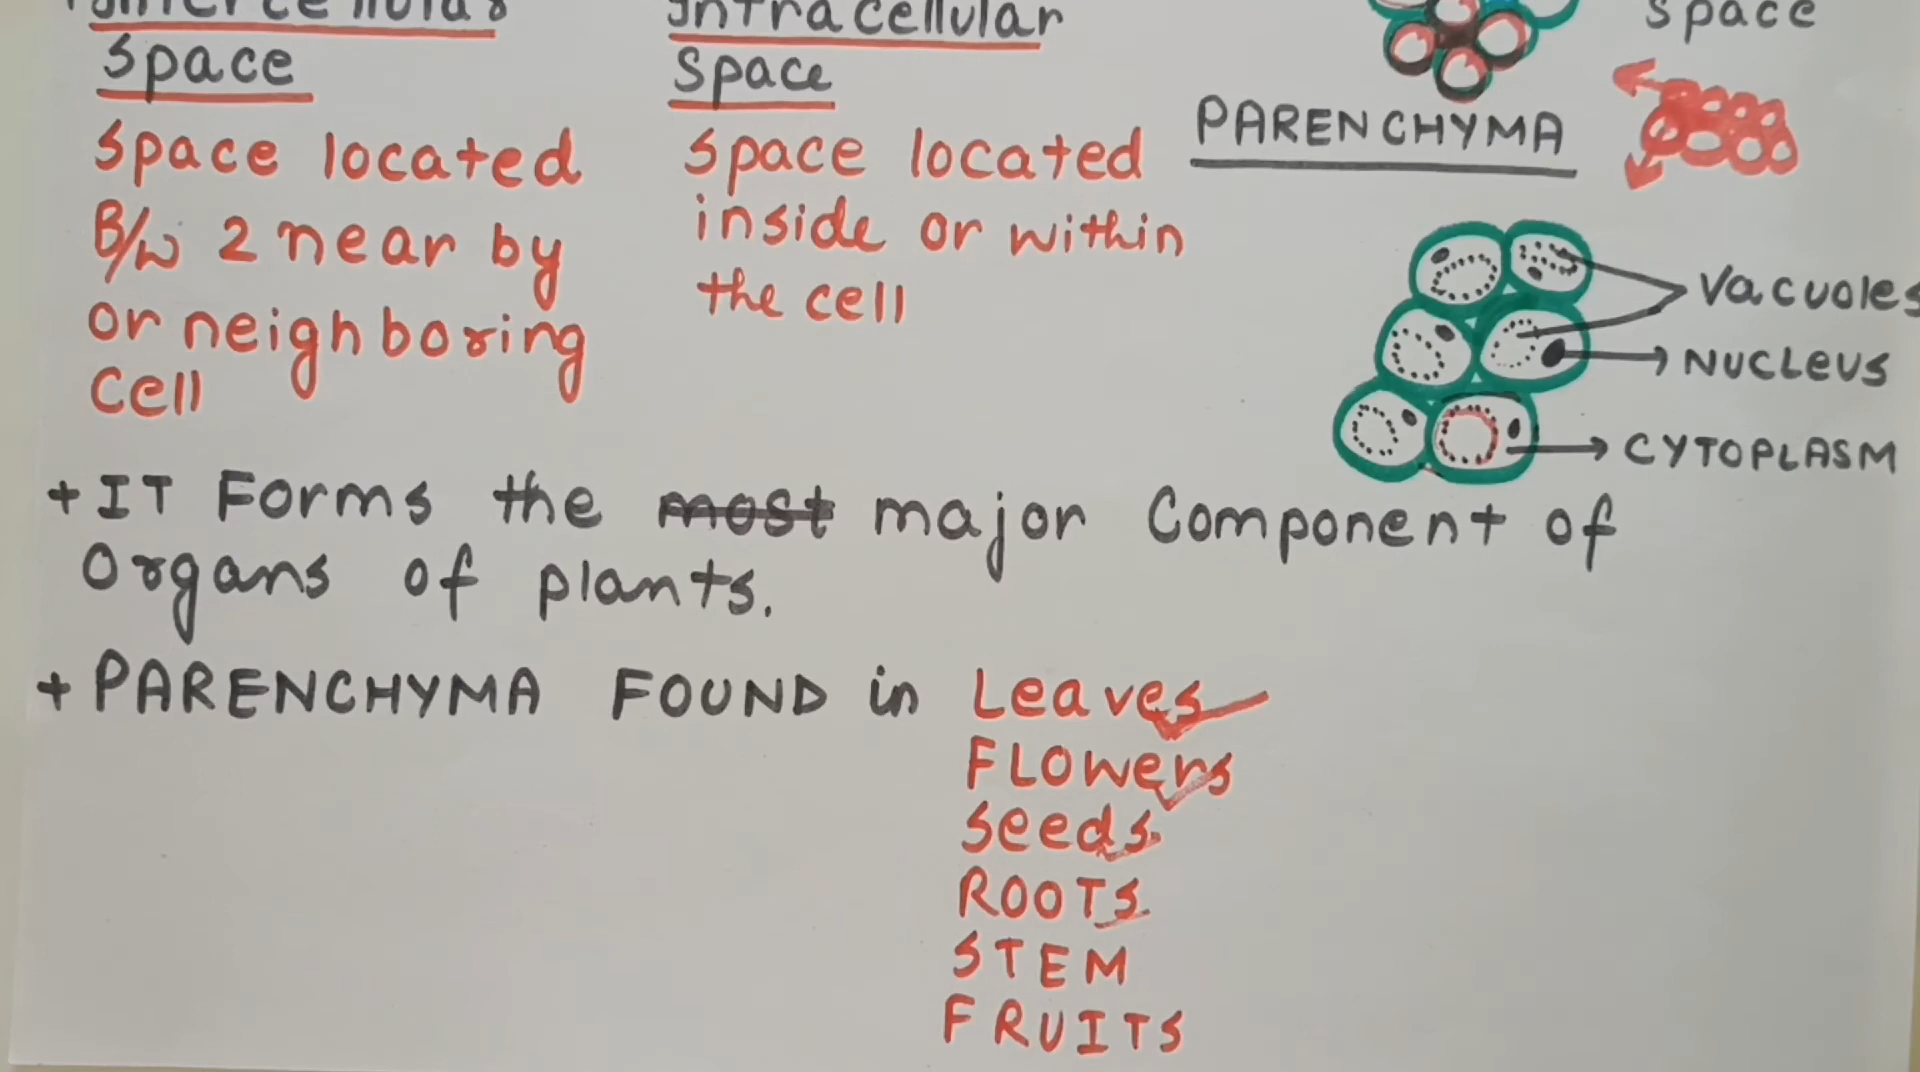 Intercellular
Space
Space located
B/w 2 near by
or neighboring
Cell
Intracellular
Space
Space located
inside or within
the cell
Space
PARENCHYMA
Vacuoles
NUCLEUS
CYTOPLASM
+ IT Forms the most major Component of
Organs of plants.
+ PARENCHYMA FOUND in Leaves
FLOWERS
Seeds
ROOTS
STEM
FRUITS